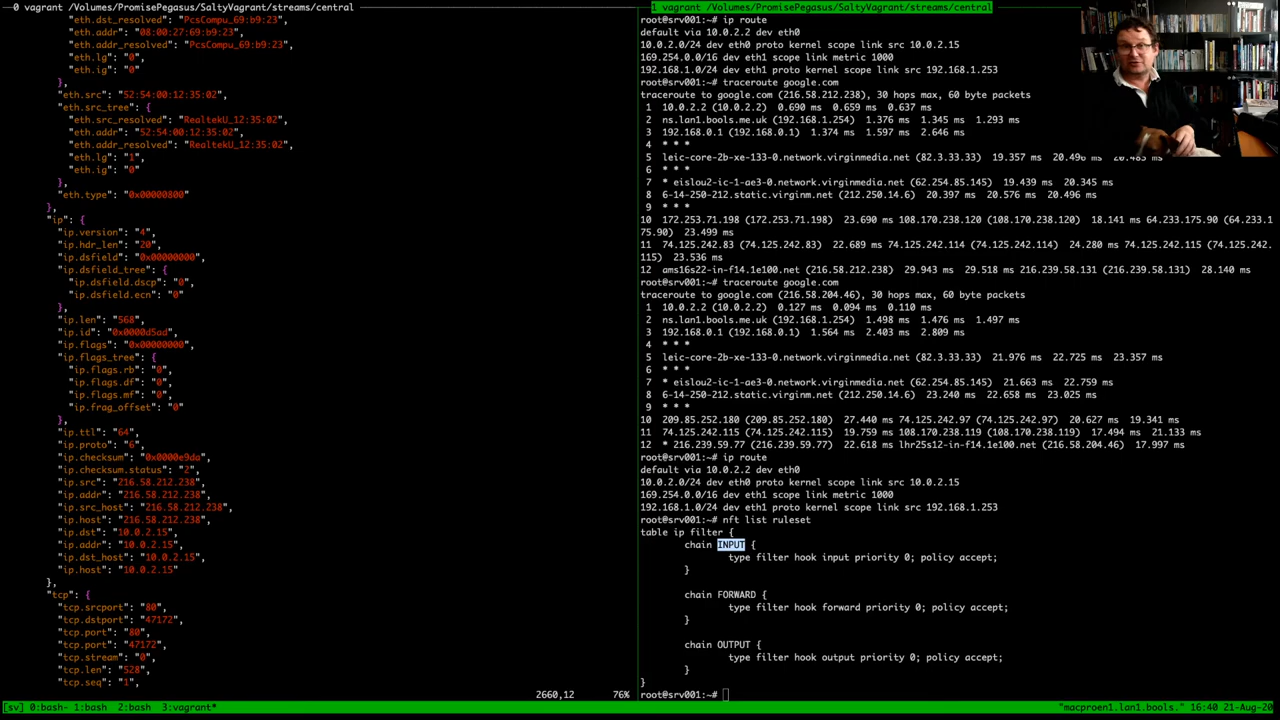 0 vagrant /Volumes/PromisePegasus/SaltyVagrant/streams/central
"eth.dst_resolved": "PcsCompu_69:b9:23",
"eth.addr": "08:00:27:69:b9:23",
"eth.addr_resolved": "PcsCompu_69:b9:23",
"eth.lg": "0",
"eth.ig": "0"
},
"eth.src": "52:54:00:12:35:02",
"eth.src_tree": {
"eth.src_resolved": "RealtekU_12:35:02",
"eth.addr": "52:54:00:12:35:02",
"eth.addr_resolved": "RealtekU_12:35:02",
"eth.lg": "1",
"eth.ig": "0"
},
"eth.type": "0x00000800"
},
"ip": {
"ip.version": "4",
"ip.hdr_len": "20",
"ip.dsfield": "0x00000000",
"ip.dsfield_tree": {
"ip.dsfield.dscp": "0",
"ip.dsfield.ecn": "0"
},
"ip.len": "568",
"ip.id": "0x0000d5ad",
"ip.flags": "0x00000000",
"ip.flags_tree": {
"ip.flags.rb": "0",
"ip.flags.df": "0",
"ip.flags.mf": "0",
"ip.frag_offset": "0"
},
"ip.ttl": "64",
"ip.proto": "6",
"ip.checksum": "0x0000e9da",
"ip.checksum.status": "2",
"ip.src": "216.58.212.238",
"ip.addr": "216.58.212.238",
"ip.src_host": "216.58.212.238",
"ip.host": "216.58.212.238",
"ip.dst": "10.0.2.15",
"ip.addr": "10.0.2.15",
"ip.dst_host": "10.0.2.15",
"ip.host": "10.0.2.15"
},
"tcp": {
"tcp.srcport": "80",
"tcp.dstport": "47172",
"tcp.port": "80",
"tcp.port": "47172",
"tcp.stream": "0",
"tcp.len": "528",
"tcp.seq": "1",
2660,12 76%
1 vagrant /Volumes/PromisePegasus/SaltyVagrant/streams/central
root@srv001:~# ip route
default via 10.0.2.2 dev eth0
10.0.2.0/24 dev eth0 proto kernel scope link src 10.0.2.15
169.254.0.0/16 dev eth1 scope link metric 1000
192.168.1.0/24 dev eth1 proto kernel scope link src 192.168.1.253
root@srv001:~# traceroute google.com
traceroute to google.com (216.58.212.238), 30 hops max, 60 byte packets
1 10.0.2.2 (10.0.2.2) 0.690 ms 0.659 ms 0.637 ms
2 ns.lan1.bools.me.uk (192.168.1.254) 1.376 ms 1.345 ms 1.293 ms
3 192.168.0.1 (192.168.0.1) 1.374 ms 1.597 ms 2.646 ms
4 * * *
5 leic-core-2b-xe-133-0.network.virginmedia.net (82.3.33.33) 19.357 ms 20.496 ms 20.485 ms
6 * * *
7 * eislou2-ic-1-ae3-0.network.virginmedia.net (62.254.85.145) 19.439 ms 20.345 ms
8 6-14-250-212.static.virginm.net (212.250.14.6) 20.397 ms 20.576 ms 20.496 ms
9 * * *
10 172.253.71.198 (172.253.71.198) 23.690 ms 108.170.238.120 (108.170.238.120) 18.141 ms 64.233.175.90 (64.233.1
75.90) 23.499 ms
11 74.125.242.83 (74.125.242.83) 22.689 ms 74.125.242.114 (74.125.242.114) 24.280 ms 74.125.242.115 (74.125.242.
115) 23.536 ms
12 ams16s22-in-f14.1e100.net (216.58.212.238) 29.943 ms 29.518 ms 216.239.58.131 (216.239.58.131) 28.140 ms
root@srv001:~# traceroute google.com
traceroute to google.com (216.58.204.46), 30 hops max, 60 byte packets
1 10.0.2.2 (10.0.2.2) 0.127 ms 0.094 ms 0.110 ms
2 ns.lan1.bools.me.uk (192.168.1.254) 1.498 ms 1.476 ms 1.497 ms
3 192.168.0.1 (192.168.0.1) 1.564 ms 2.403 ms 2.809 ms
4 * * *
5 leic-core-2b-xe-133-0.network.virginmedia.net (82.3.33.33) 21.976 ms 22.725 ms 23.357 ms
6 * * *
7 * eislou2-ic-1-ae3-0.network.virginmedia.net (62.254.85.145) 21.663 ms 22.759 ms
8 6-14-250-212.static.virginm.net (212.250.14.6) 23.240 ms 22.658 ms 23.025 ms
9 * * *
10 209.85.252.180 (209.85.252.180) 27.440 ms 74.125.242.97 (74.125.242.97) 20.627 ms 19.341 ms
11 74.125.242.115 (74.125.242.115) 19.759 ms 108.170.238.119 (108.170.238.119) 17.494 ms 21.133 ms
12 * 216.239.59.77 (216.239.59.77) 22.618 ms lhr25s12-in-f14.1e100.net (216.58.204.46) 17.997 ms
root@srv001:~# ip route
default via 10.0.2.2 dev eth0
10.0.2.0/24 dev eth0 proto kernel scope link src 10.0.2.15
169.254.0.0/16 dev eth1 scope link metric 1000
192.168.1.0/24 dev eth1 proto kernel scope link src 192.168.1.253
root@srv001:~# nft list ruleset
table ip filter {
chain INPUT {
type filter hook input priority 0; policy accept;
}
chain FORWARD {
type filter hook forward priority 0; policy accept;
}
chain OUTPUT {
type filter hook output priority 0; policy accept;
}
}
root@srv001:~#
[sv] 0:bash- 1:bash 2:bash 3:vagrant* "macproen1.lan1.bools." 16:40 21-Aug-20